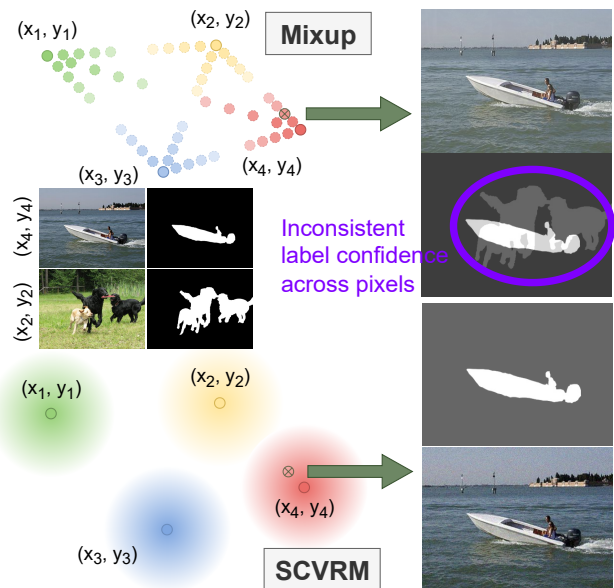 (x₁, y₁)
(x₂, y₂)
Mixup
(x₃, y₃)
(x₄, y₄)
(x₄, y₄)
(x₂, y₂)
Inconsistent
label confidence
across pixels
(x₁, y₁)
(x₂, y₂)
(x₃, y₃)
(x₄, y₄)
SCVRM